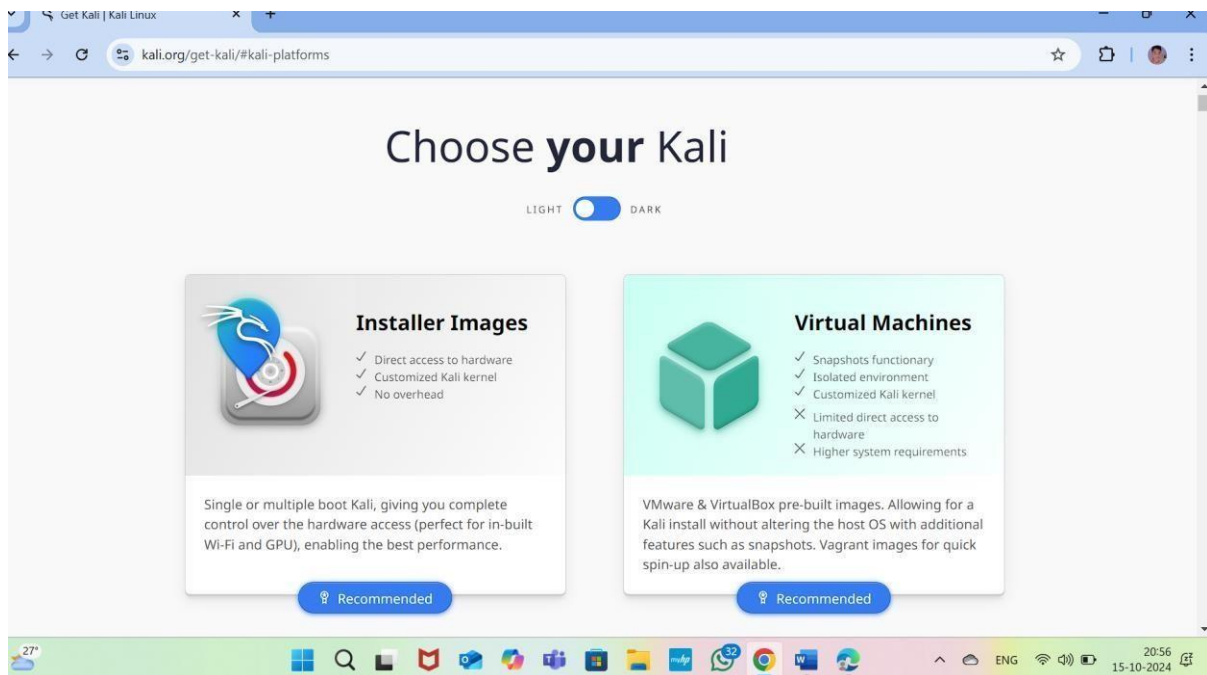 Get Kali | Kali Linux
kali.org/get-kali/#kali-platforms
Choose your Kali
LIGHT DARK
Installer Images
Direct access to hardware
Customized Kali kernel
No overhead
Single or multiple boot Kali, giving you complete
control over the hardware access (perfect for in-built
Wi-Fi and GPU), enabling the best performance.
Recommended
Virtual Machines
Snapshots functionary
Isolated environment
Customized Kali kernel
Limited direct access to
hardware
Higher system requirements
VMware & VirtualBox pre-built images. Allowing for a
Kali install without altering the host OS with additional
features such as snapshots. Vagrant images for quick
spin-up also available.
Recommended
27°
32
ENG
20:56
15-10-2024